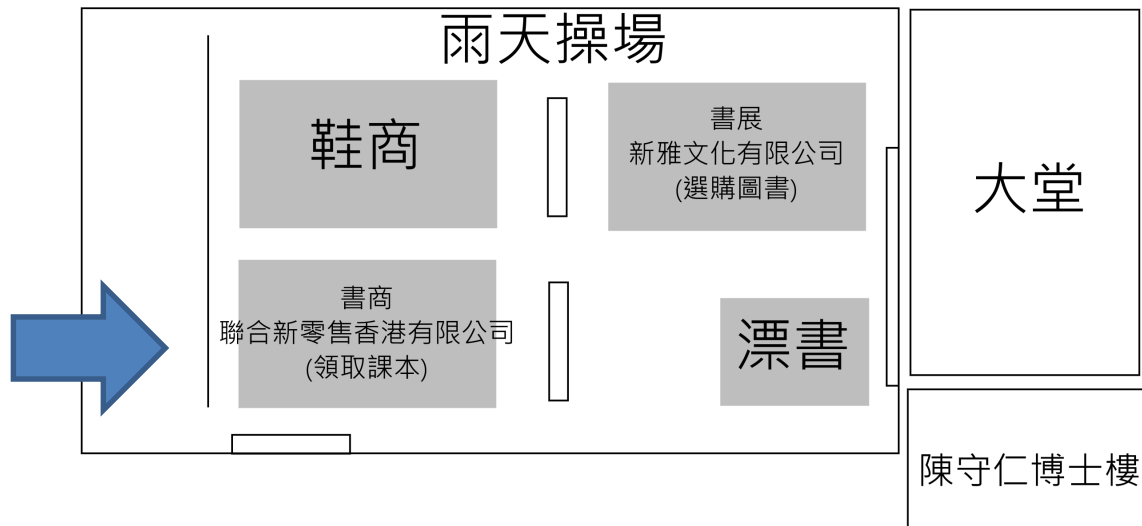 雨天操場
鞋商
書展
新雅文化有限公司
(選購圖書)
大堂
書商
聯合新零售香港有限公司
(領取課本)
漂書
陳守仁博士樓